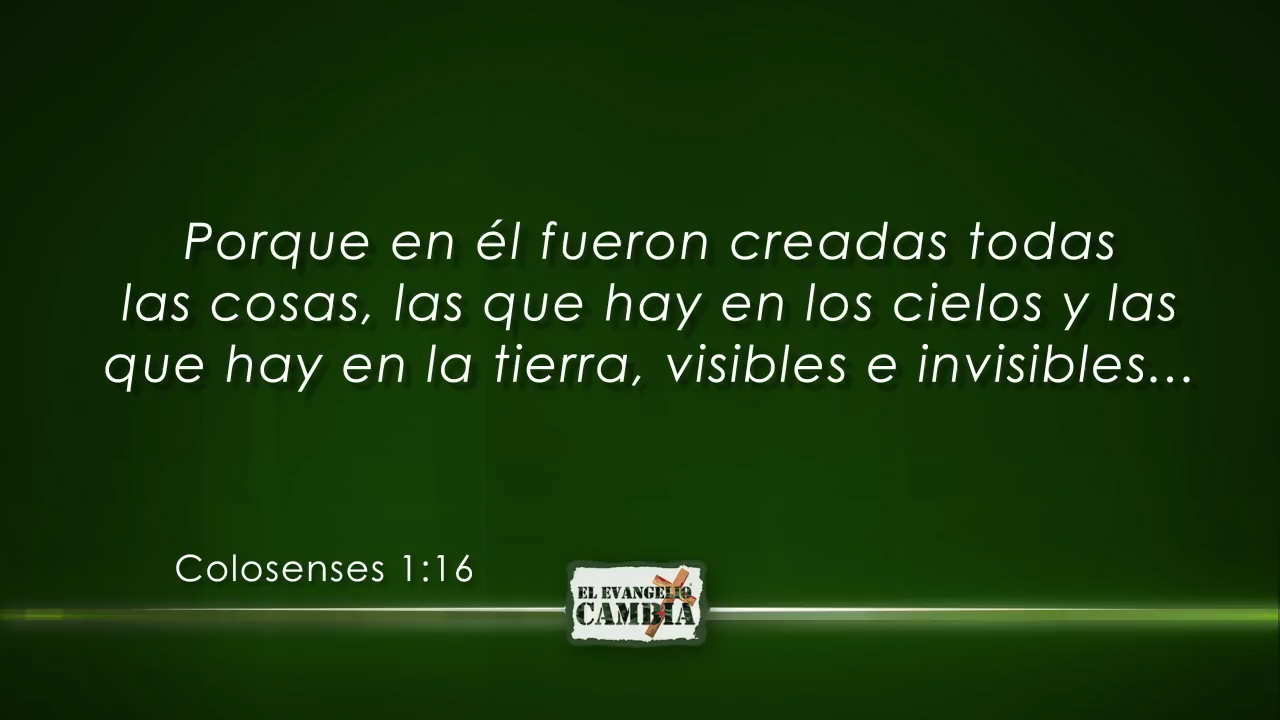 Porque en él fueron creadas todas
las cosas, las que hay en los cielos y las
que hay en la tierra, visibles e invisibles...
Colosenses 1:16
EL EVANGELIO
CAMBIA